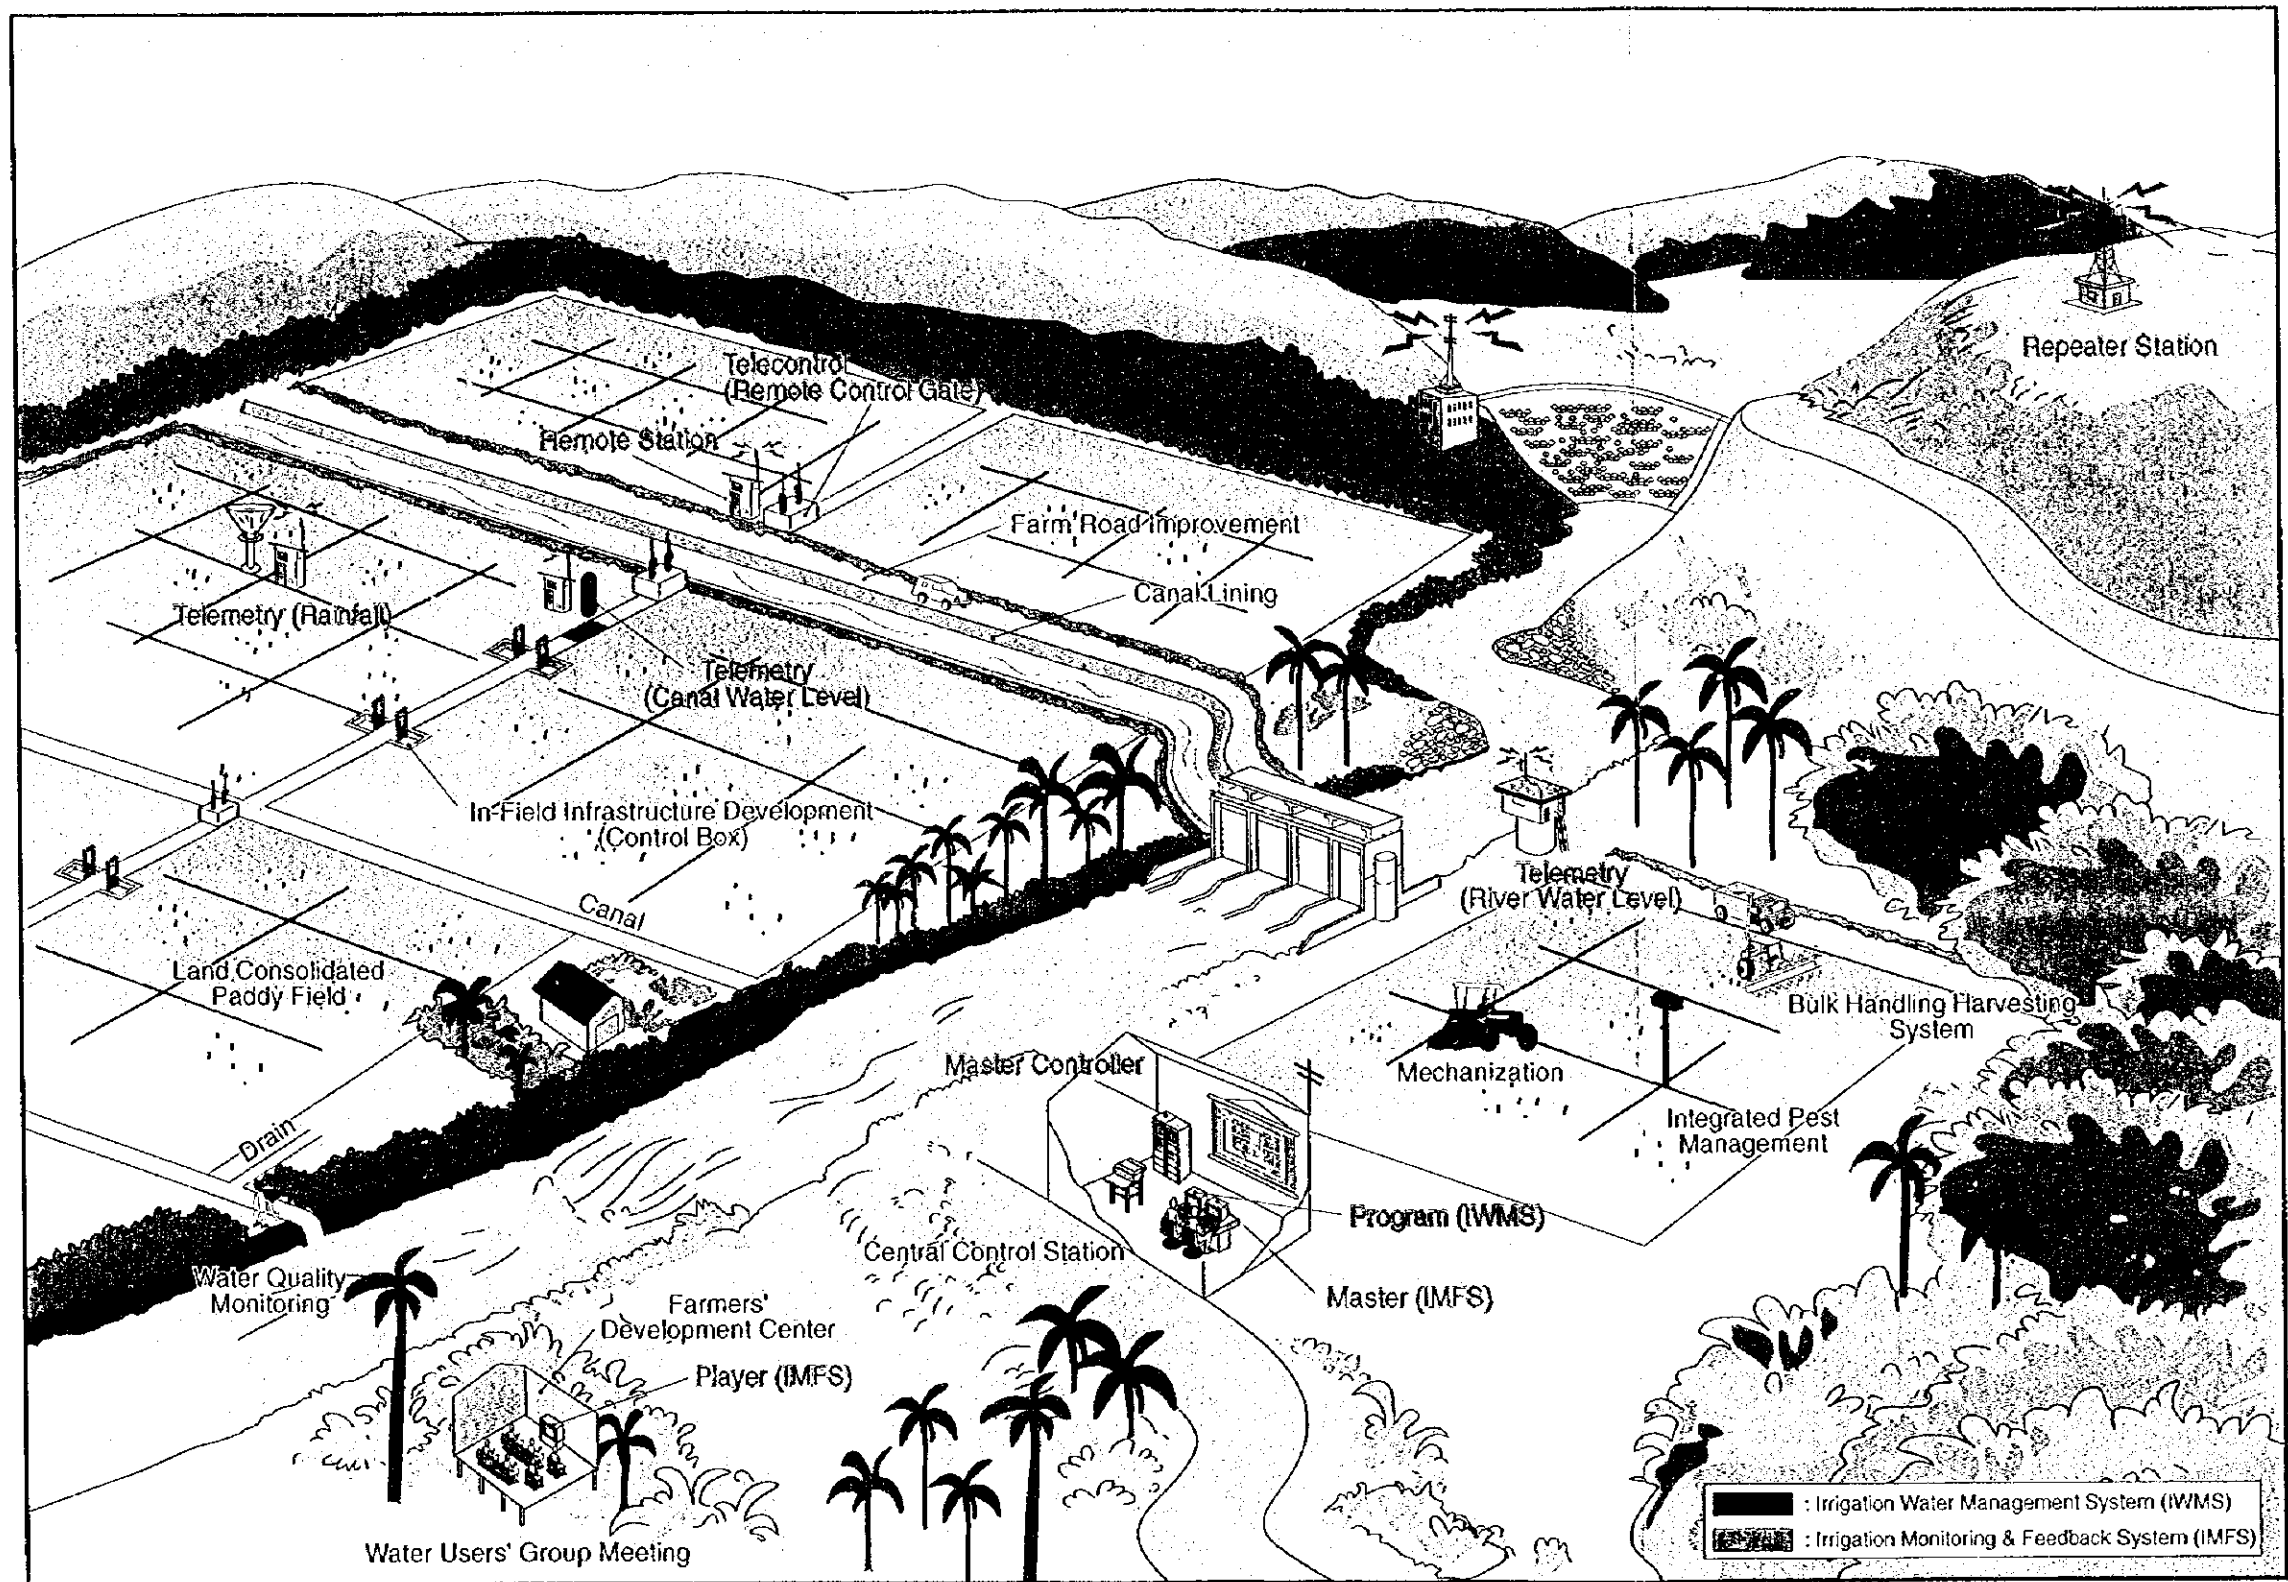 Repeater Station
Telecontrol
(Remote Control Gate)
Remote Station
Farm Road Improvement
Canal Lining
Telemetry (Rainfall)
Telemetry
(Canal Water Level)
In-Field Infrastructure Development
(Control Box)
Telemetry
(River Water Level)
Canal
Land Consolidated
Paddy Field
Bulk Handling Harvesting
System
Master Controller
Mechanization
Integrated Pest
Management
Drain
Program (IWMS)
Central Control Station
Water Quality
Monitoring
Master (IMFS)
Farmers'
Development Center
Player (IMFS)
Water Users' Group Meeting
: Irrigation Water Management System (IWMS)
: Irrigation Monitoring & Feedback System (IMFS)